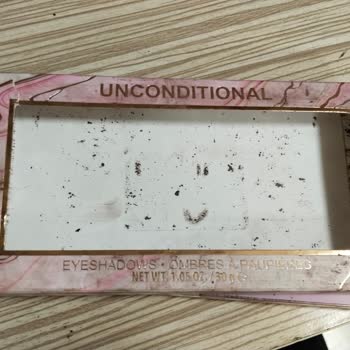 UNCONDITIONAL
EYESHADOWS • OMBRES À PAUPIÈRES
NET WT. 1.05 OZ. / 30 g ℮